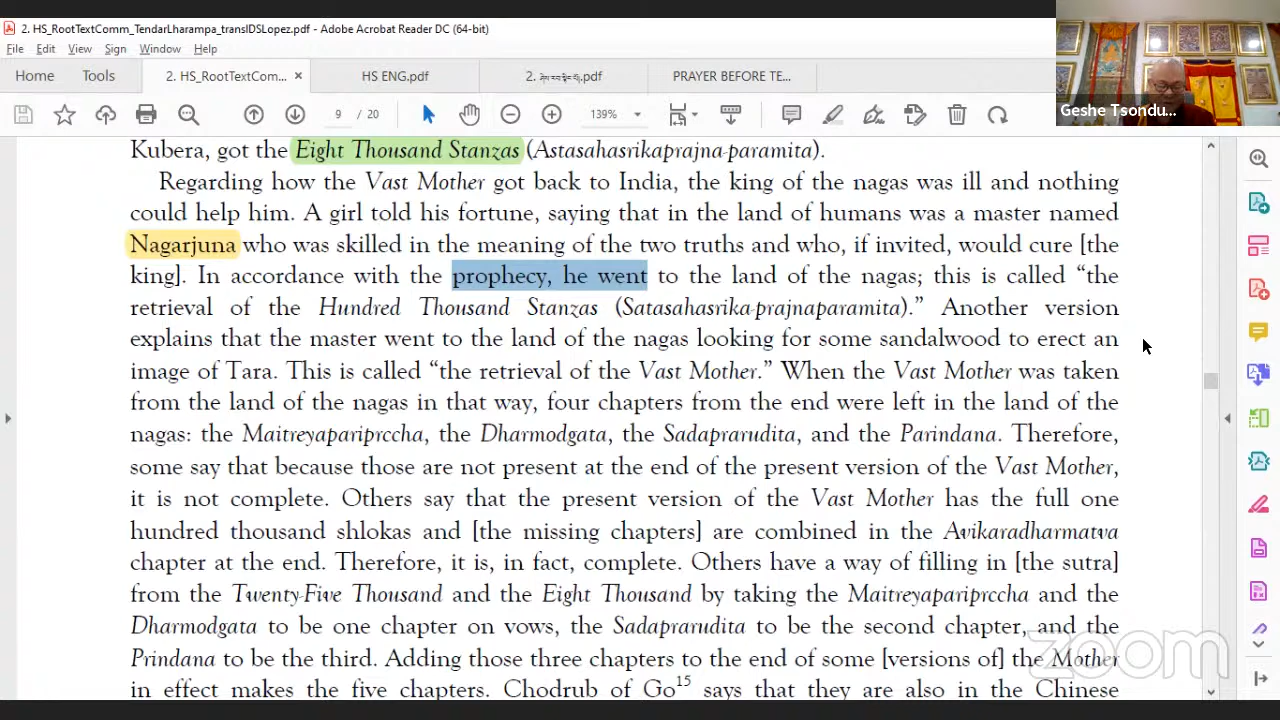 2. HS_RootTextComm_TendarLharampa_transIDSLopez.pdf - Adobe Acrobat Reader DC (64-bit)
File Edit View Sign Window Help
Home Tools 2. HS_RootTextCom... × HS ENG.pdf 2. PRAYER BEFORE TE...
9 / 20 139%
Geshe Tsondu...
Kubera, got the Eight Thousand Stanzas (Astasahasrikaprajna-paramita).
Regarding how the Vast Mother got back to India, the king of the nagas was ill and nothing
could help him. A girl told his fortune, saying that in the land of humans was a master named
Nagarjuna who was skilled in the meaning of the two truths and who, if invited, would cure [the
king]. In accordance with the prophecy, he went to the land of the nagas; this is called “the
retrieval of the Hundred Thousand Stanzas (Satasahasrika-prajnaparamita).” Another version
explains that the master went to the land of the nagas looking for some sandalwood to erect an
image of Tara. This is called “the retrieval of the Vast Mother.” When the Vast Mother was taken
from the land of the nagas in that way, four chapters from the end were left in the land of the
nagas: the Maitreyapariprccha, the Dharmodgata, the Sadaprarudita, and the Parindana. Therefore,
some say that because those are not present at the end of the present version of the Vast Mother,
it is not complete. Others say that the present version of the Vast Mother has the full one
hundred thousand shlokas and [the missing chapters] are combined in the Avikaradharmatva
chapter at the end. Therefore, it is, in fact, complete. Others have a way of filling in [the sutra]
from the Twenty-Five Thousand and the Eight Thousand by taking the Maitreyapariprccha and the
Dharmodgata to be one chapter on vows, the Sadaprarudita to be the second chapter, and the
Prindana to be the third. Adding those three chapters to the end of some [versions of] the Mother
in effect makes the five chapters. Chodrub of Go15 says that they are also in the Chinese
zoom